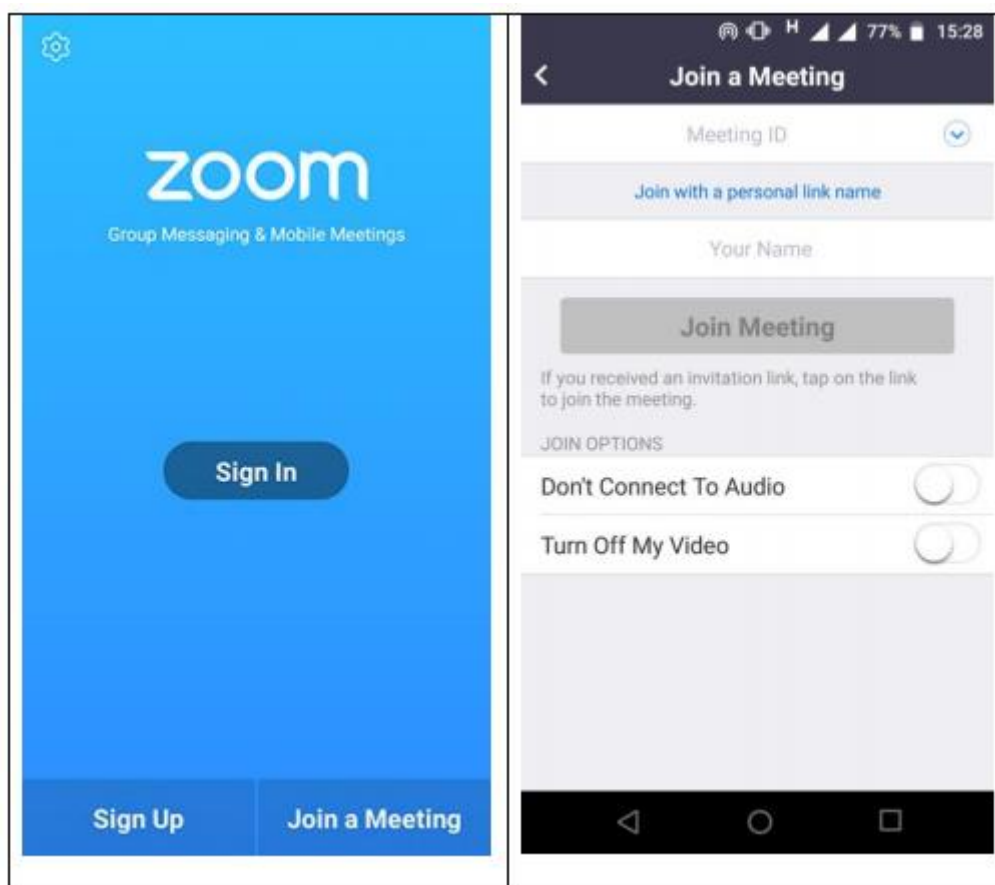 zoom
Group Messaging & Mobile Meetings
Sign In
Sign Up
Join a Meeting
H 77% 15:28
Join a Meeting
Meeting ID
Join with a personal link name
Your Name
Join Meeting
If you received an invitation link, tap on the link
to join the meeting.
JOIN OPTIONS
Don't Connect To Audio
Turn Off My Video